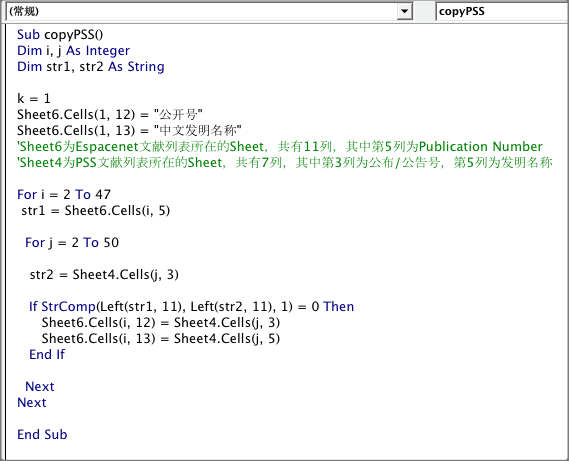 (常规) copyPSS
Sub copyPSS()
Dim i, j As Integer
Dim str1, str2 As String
k = 1
Sheet6.Cells(1, 12) = "公开号"
Sheet6.Cells(1, 13) = "中文发明名称"
'Sheet6为Espacenet文献列表所在的Sheet，共有11列，其中第5列为Publication Number
'Sheet4为PSS文献列表所在的Sheet，共有7列，其中第3列为公布/公告号，第5列为发明名称
For i = 2 To 47
str1 = Sheet6.Cells(i, 5)
For j = 2 To 50
str2 = Sheet4.Cells(j, 3)
If StrComp(Left(str1, 11), Left(str2, 11), 1) = 0 Then
Sheet6.Cells(i, 12) = Sheet4.Cells(j, 3)
Sheet6.Cells(i, 13) = Sheet4.Cells(j, 5)
End If
Next
Next
End Sub